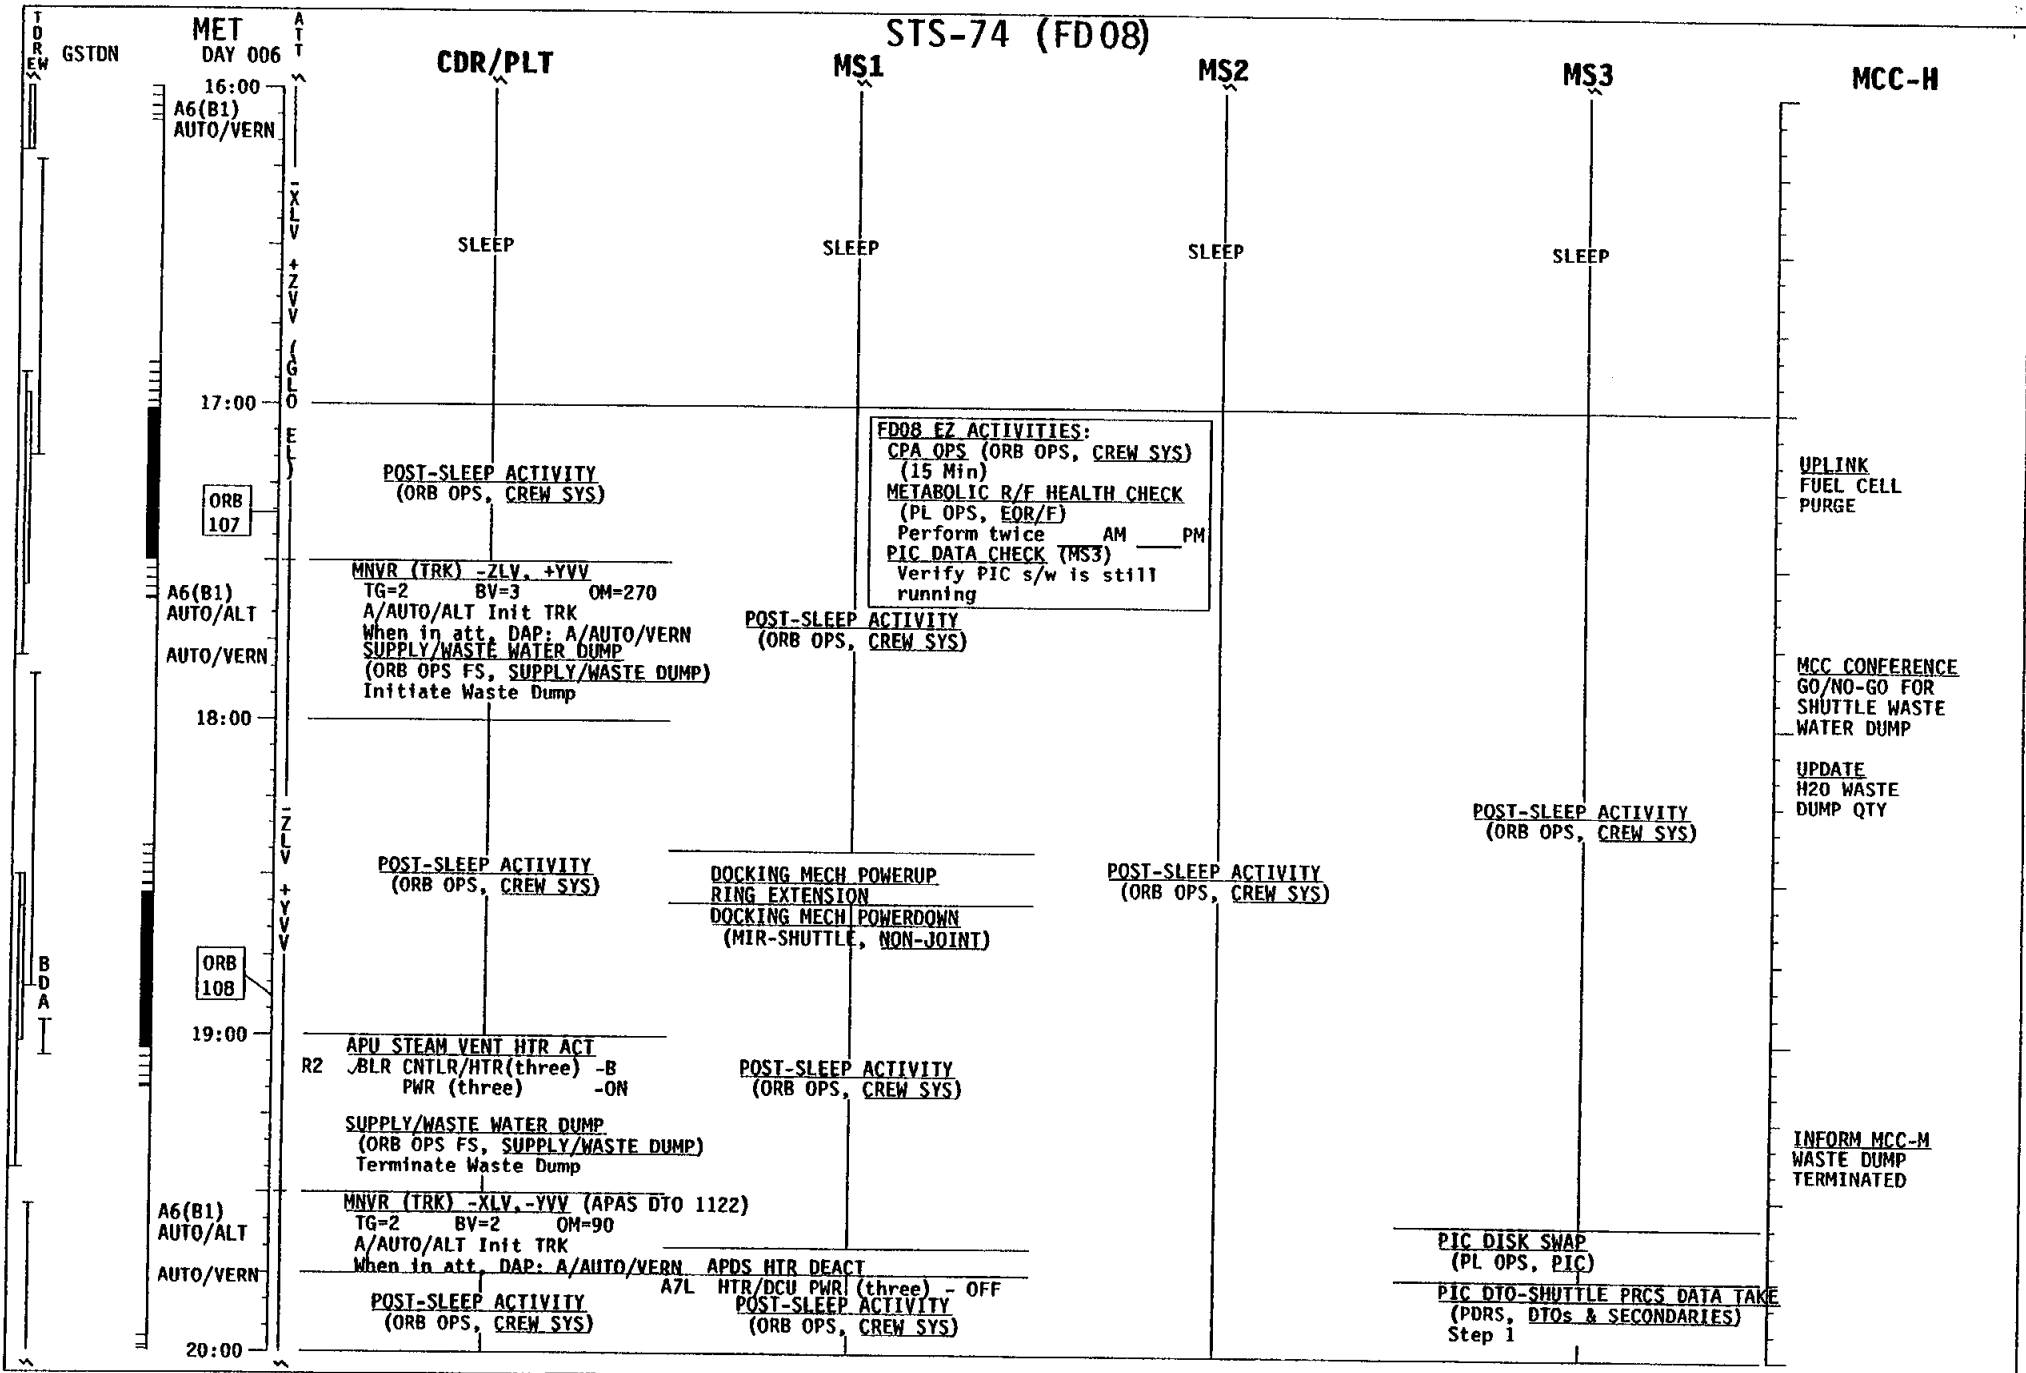 STS-74 (FD08)
TDRE W
GSTDN
MET
DAY 006
ATT
CDR/PLT
MS1
MS2
MS3
MCC-H
16:00
A6(B1)
AUTO/VERN
-XLV +ZVV (GLO EL)
SLEEP
SLEEP
SLEEP
SLEEP
17:00
ORB
107
POST-SLEEP ACTIVITY
(ORB OPS, CREW SYS)
FD08 EZ ACTIVITIES:
CPA OPS (ORB OPS, CREW SYS)
(15 Min)
METABOLIC R/F HEALTH CHECK
(PL OPS, EOR/F)
Perform twice ____AM ____PM
PIC DATA CHECK (MS3)
Verify PIC s/w is still
running
UPLINK
FUEL CELL
PURGE
A6(B1)
AUTO/ALT
AUTO/VERN
MNVR (TRK) -ZLV, +YVV
TG=2 BV=3 OM=270
A/AUTO/ALT Init TRK
When in att, DAP: A/AUTO/VERN
SUPPLY/WASTE WATER DUMP
(ORB OPS FS, SUPPLY/WASTE DUMP)
Initiate Waste Dump
POST-SLEEP ACTIVITY
(ORB OPS, CREW SYS)
MCC CONFERENCE
GO/NO-GO FOR
SHUTTLE WASTE
WATER DUMP
18:00
UPDATE
H2O WASTE
DUMP QTY
-ZLV +YVV
POST-SLEEP ACTIVITY
(ORB OPS, CREW SYS)
DOCKING MECH POWERUP
RING EXTENSION
DOCKING MECH POWERDOWN
(MIR-SHUTTLE, NON-JOINT)
POST-SLEEP ACTIVITY
(ORB OPS, CREW SYS)
POST-SLEEP ACTIVITY
(ORB OPS, CREW SYS)
BDA
ORB
108
19:00
APU STEAM VENT HTR ACT
R2 √BLR CNTLR/HTR(three) -B
PWR (three) -ON
SUPPLY/WASTE WATER DUMP
(ORB OPS FS, SUPPLY/WASTE DUMP)
Terminate Waste Dump
POST-SLEEP ACTIVITY
(ORB OPS, CREW SYS)
INFORM MCC-M
WASTE DUMP
TERMINATED
A6(B1)
AUTO/ALT
AUTO/VERN
MNVR (TRK) -XLV,-YVV (APAS DTO 1122)
TG=2 BV=2 OM=90
A/AUTO/ALT Init TRK
When in att, DAP: A/AUTO/VERN
POST-SLEEP ACTIVITY
(ORB OPS, CREW SYS)
APDS HTR DEACT
A7L HTR/DCU PWR (three) - OFF
POST-SLEEP ACTIVITY
(ORB OPS, CREW SYS)
PIC DISK SWAP
(PL OPS, PIC)
PIC DTO-SHUTTLE PRCS DATA TAKE
(PDRS, DTOs & SECONDARIES)
Step 1
20:00